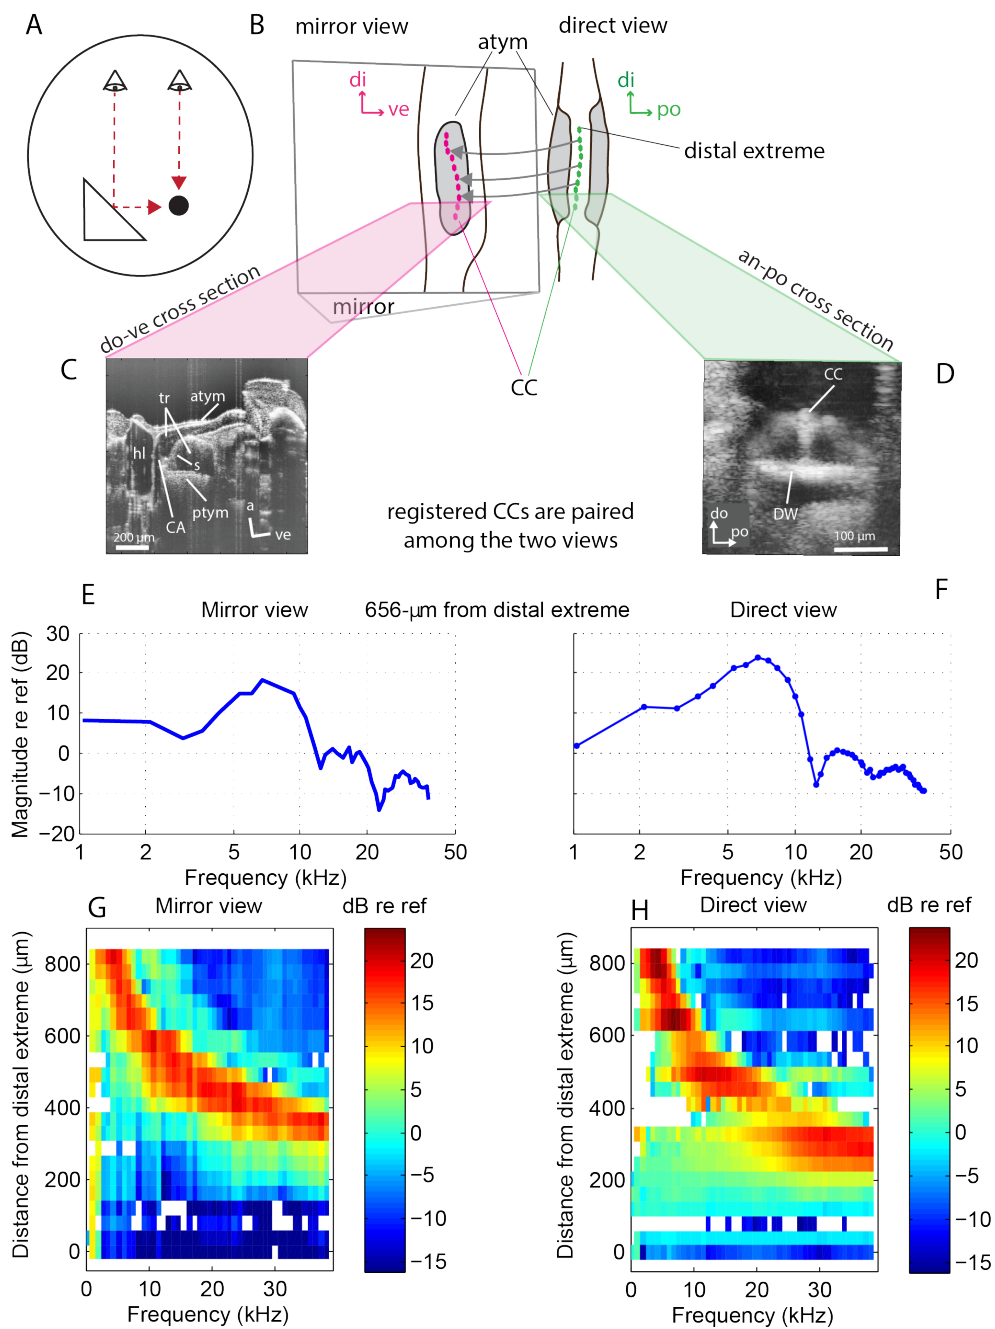 A
B
mirror view
atym
direct view
di
ve
di
po
distal extreme
mirror
do-ve cross section
an-po cross section
CC
C
tr
atym
hl
s
ptym
CA
a
ve
200 µm
registered CCs are paired
among the two views
D
CC
DW
do
po
100 µm
E
Mirror view
656-µm from distal extreme
Direct view
F
Magnitude re ref (dB)
30
20
10
0
−10
−20
1
2
5
10
20
50
Frequency (kHz)
1
2
5
10
20
50
Frequency (kHz)
G
Mirror view
dB re ref
Distance from distal extreme (µm)
800
600
400
200
0
0
10
20
30
Frequency (kHz)
20
15
10
5
0
−5
−10
−15
H
Direct view
dB re ref
Distance from distal extreme (µm)
800
600
400
200
0
0
10
20
30
Frequency (kHz)
20
15
10
5
0
−5
−10
−15